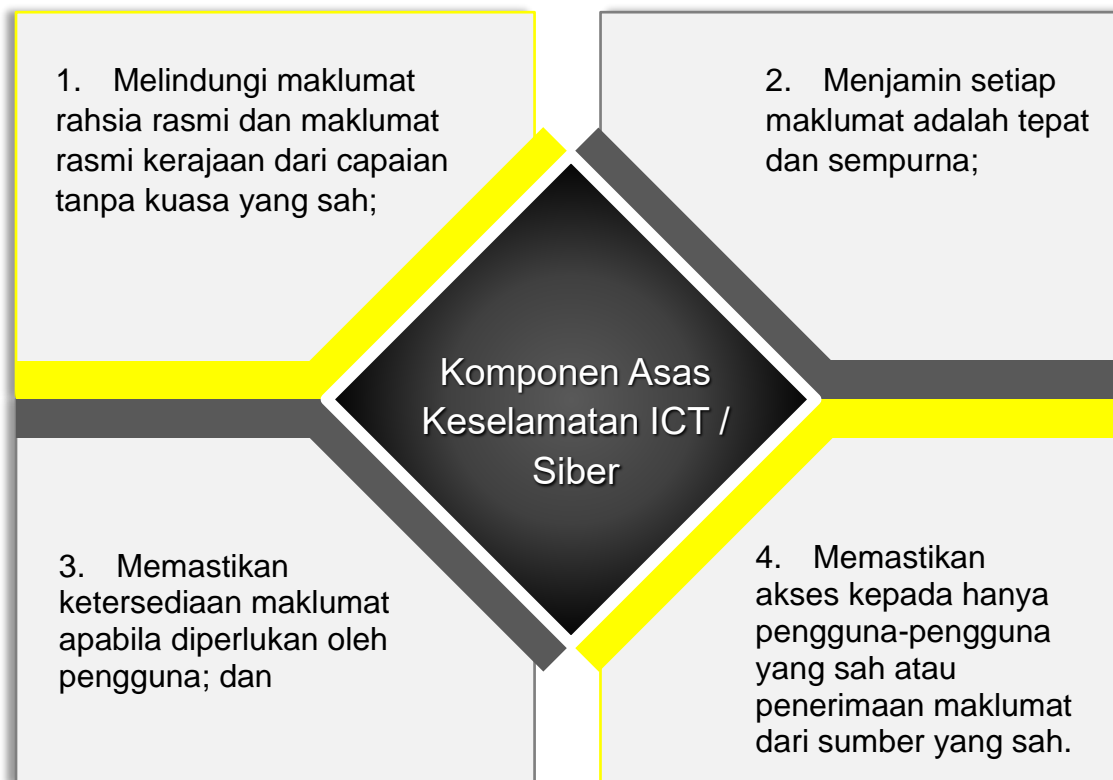 1. Melindungi maklumat
rahsia rasmi dan maklumat
rasmi kerajaan dari capaian
tanpa kuasa yang sah;
2. Menjamin setiap
maklumat adalah tepat
dan sempurna;
Komponen Asas
Keselamatan ICT /
Siber
3. Memastikan
ketersediaan maklumat
apabila diperlukan oleh
pengguna; dan
4. Memastikan
akses kepada hanya
pengguna-pengguna
yang sah atau
penerimaan maklumat
dari sumber yang sah.